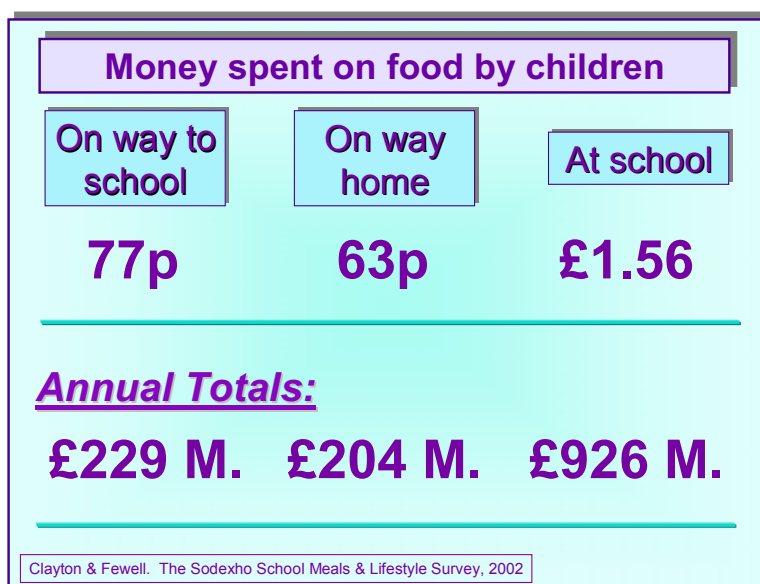 Money spent on food by children
On way to
school
On way
home
At school
77p
63p
£1.56
Annual Totals:
£229 M.
£204 M.
£926 M.
Clayton & Fewell. The Sodexho School Meals & Lifestyle Survey, 2002